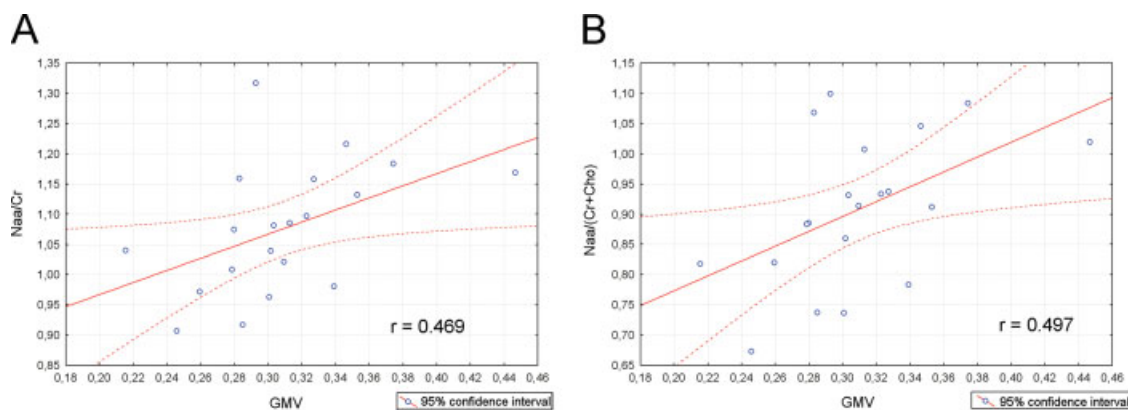 A
Naa/Cr
1,35
1,30
1,25
1,20
1,15
1,10
1,05
1,00
0,95
0,90
0,85
r = 0.469
0,18 0,20 0,22 0,24 0,26 0,28 0,30 0,32 0,34 0,36 0,38 0,40 0,42 0,44 0,46
GMV
95% confidence interval
B
Naa/(Cr+Cho)
1,15
1,10
1,05
1,00
0,95
0,90
0,85
0,80
0,75
0,70
0,65
r = 0.497
0,18 0,20 0,22 0,24 0,26 0,28 0,30 0,32 0,34 0,36 0,38 0,40 0,42 0,44 0,46
GMV
95% confidence interval